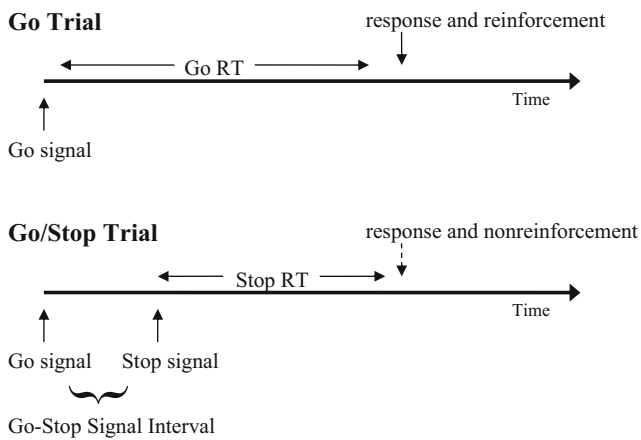 Go Trial
response and reinforcement
Go RT
Time
Go signal
Go/Stop Trial
response and nonreinforcement
Stop RT
Time
Go signal
Stop signal
Go-Stop Signal Interval